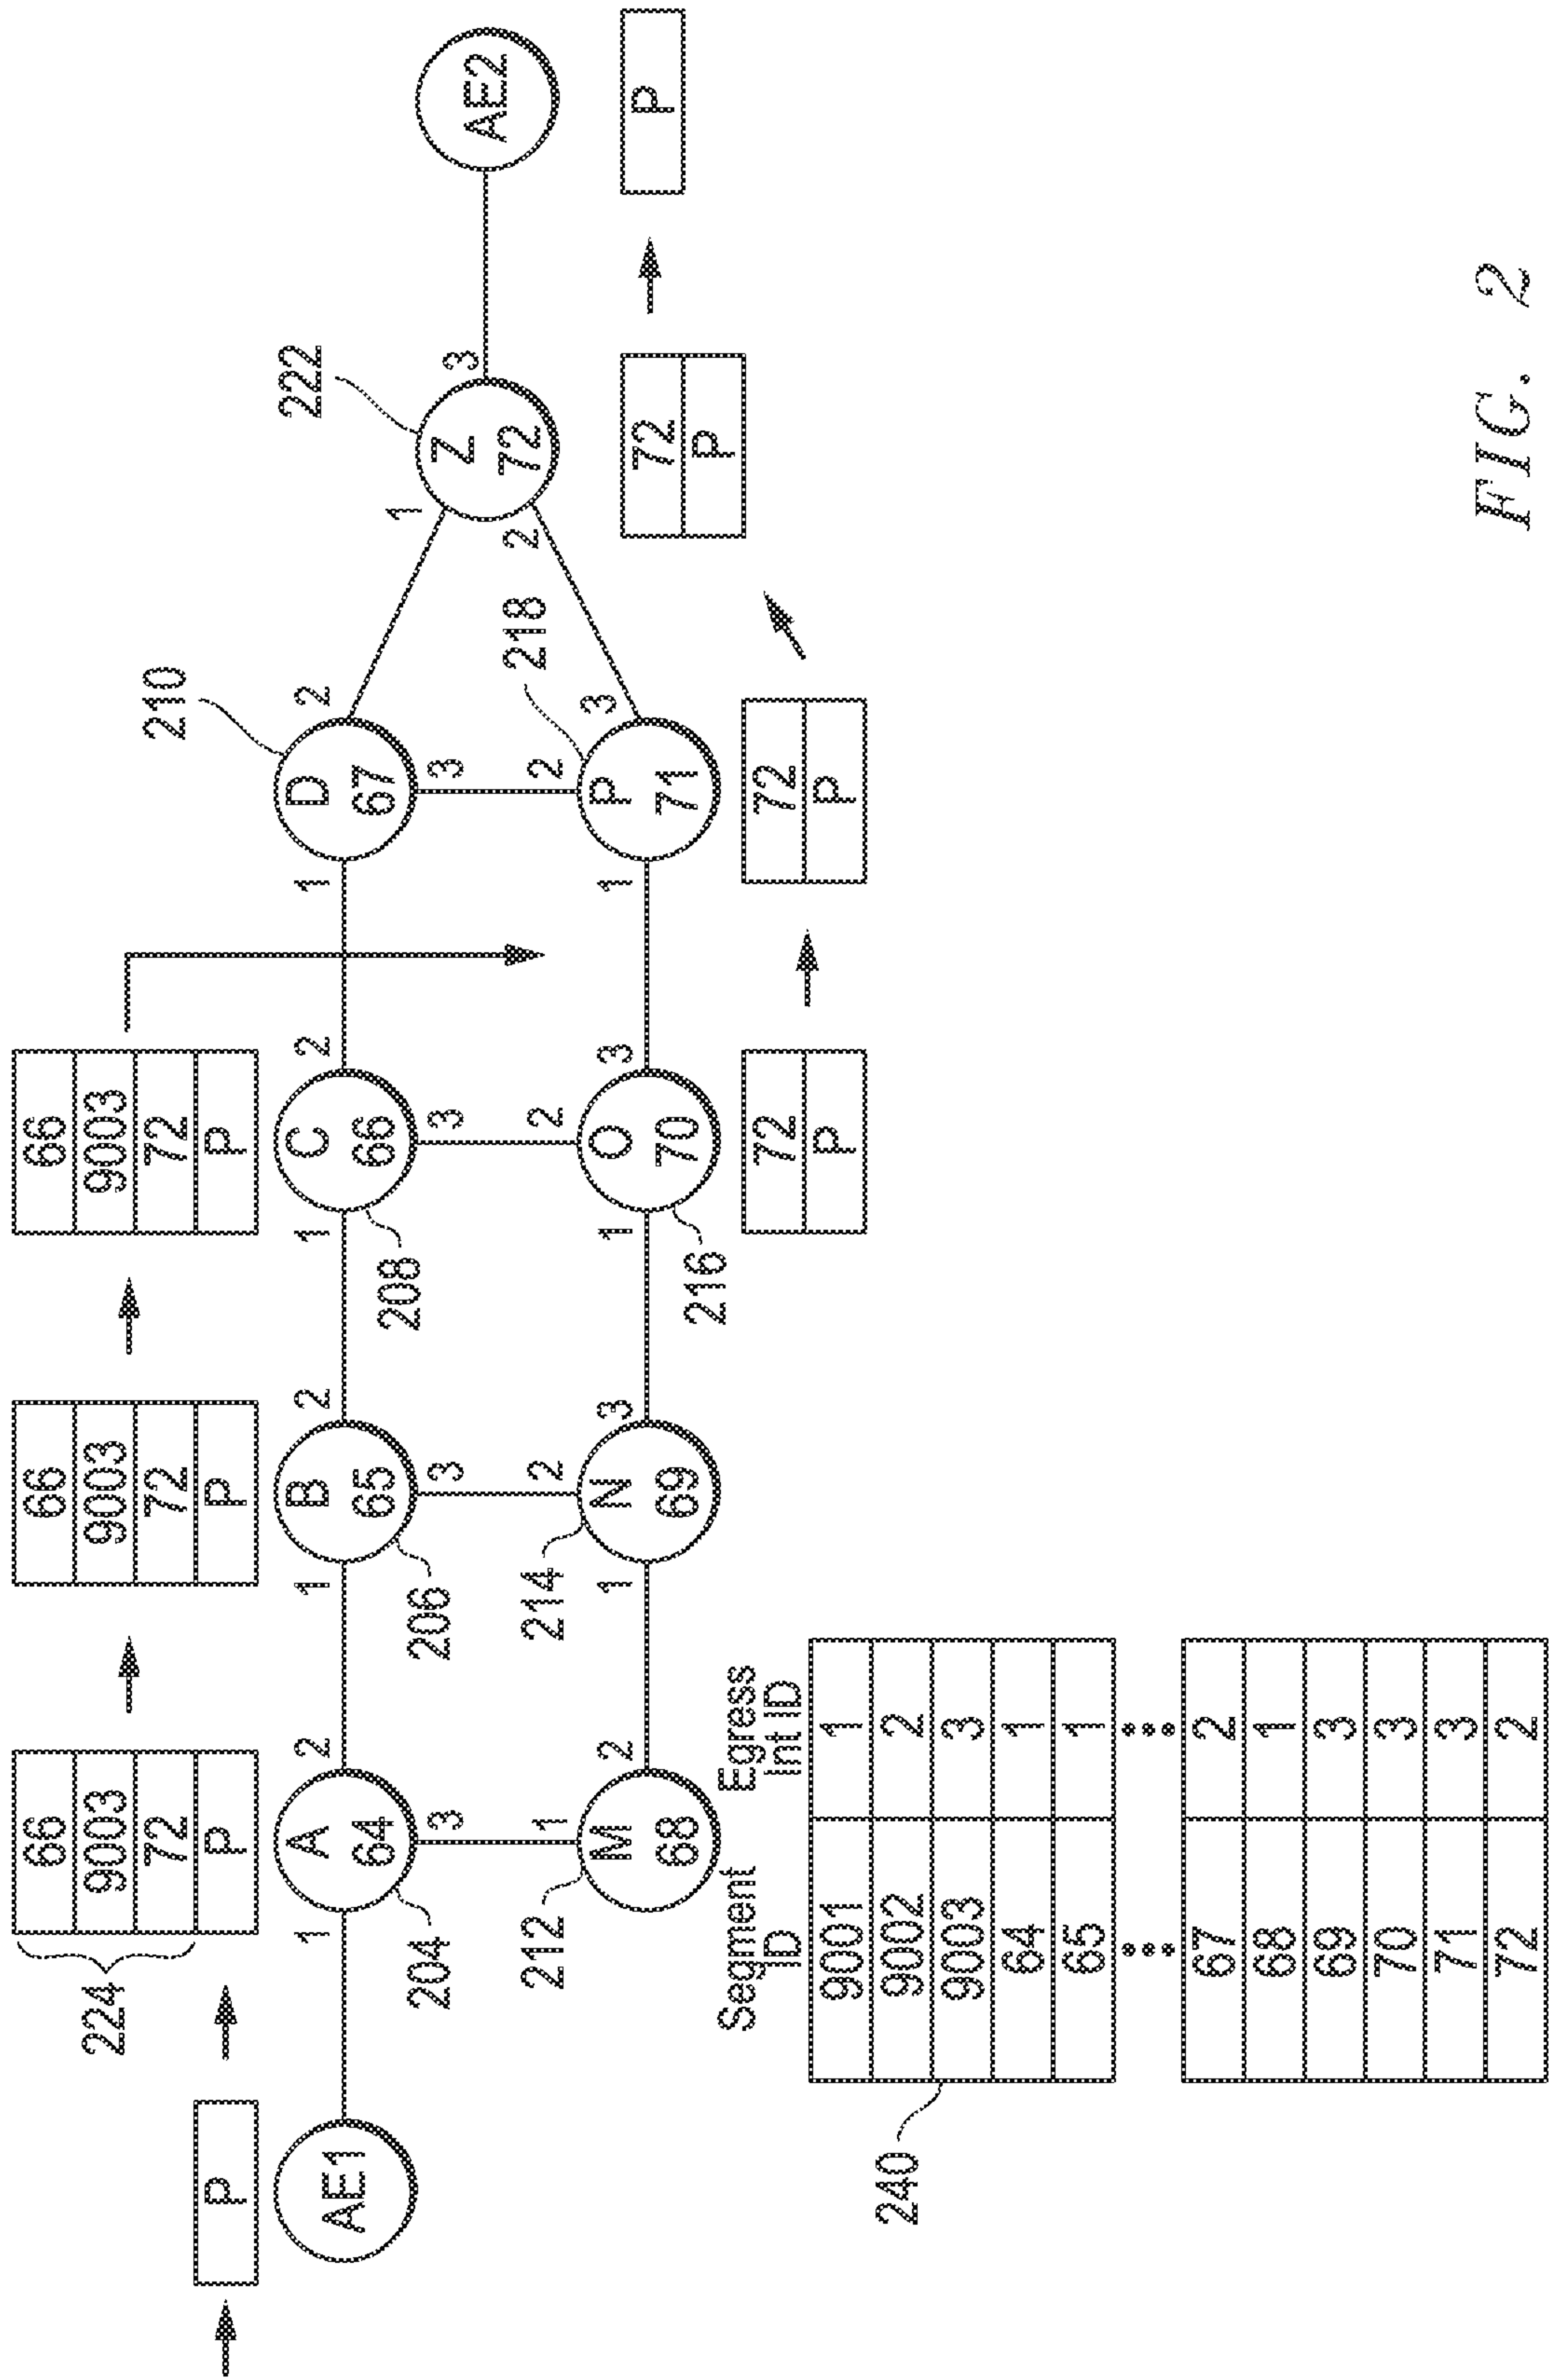 66 66 66
9003 9003 9003
72 72 72
P P P P
224
210
222
1 2 1 2 1 2 1 2
AE1
A 64
B 65
C 66
D 67
204
206
208
3 3 3 3
1
Z 72
3
AE2
1 2 2 2
2
212
214
218
M 68
N 69
O 70
P 71
2 1 3 1 3 1 3
216
72 72 72
P P P P
Segment ID Egress Int ID
240
9001 1
9002 2
9003 3
64 1
65 1
67 2
68 1
69 3
70 3
71 3
72 2
FIG. 2